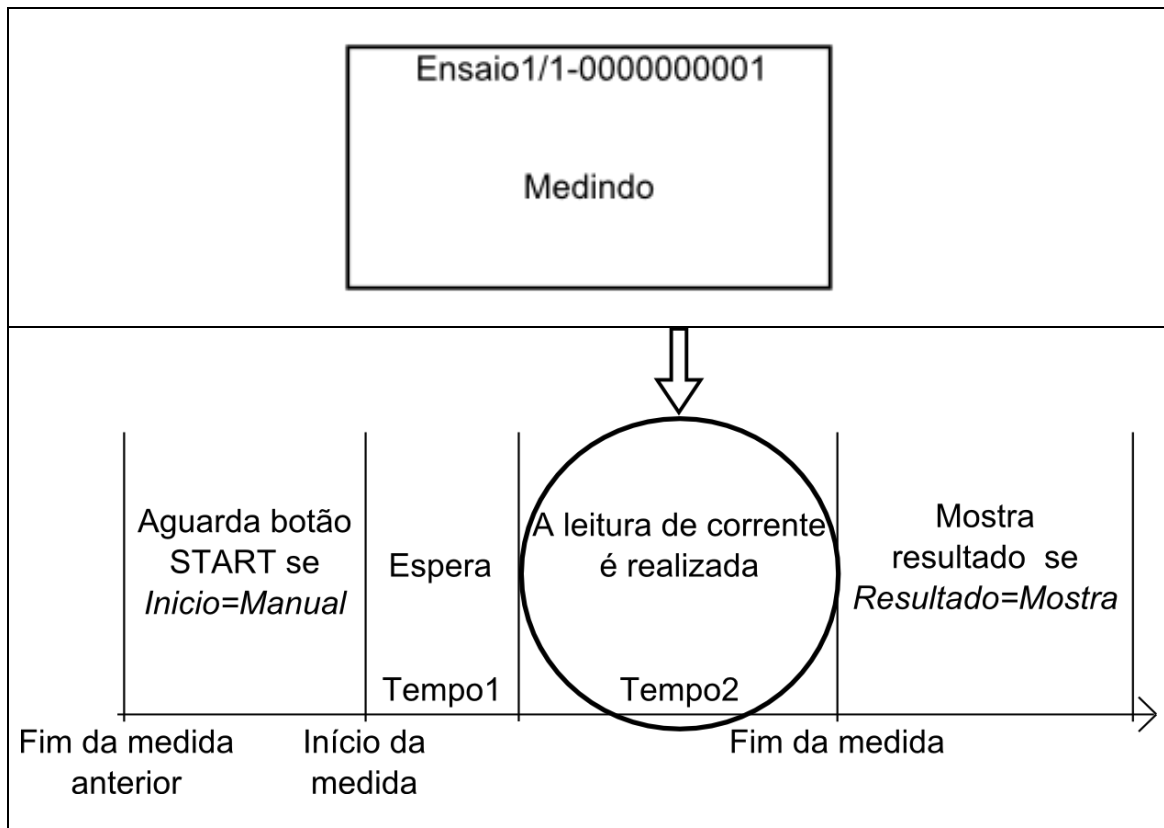 Ensaio1/1-0000000001
Medindo
Aguarda botão
START se
Inicio=Manual
Espera
A leitura de corrente
é realizada
Mostra
resultado se
Resultado=Mostra
Tempo1
Tempo2
Fim da medida
anterior
Início da
medida
Fim da medida